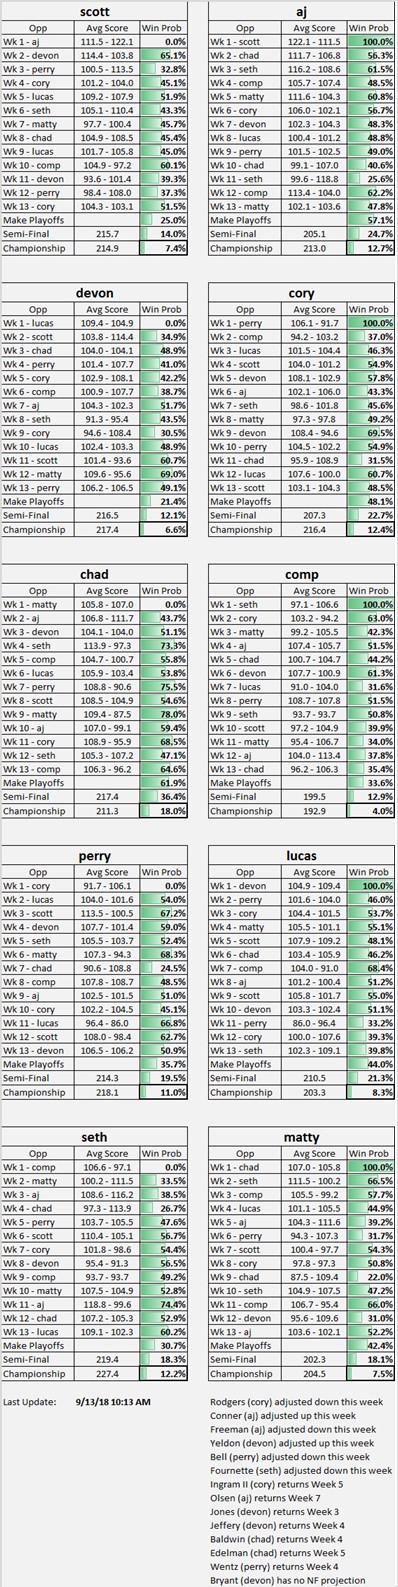 scott
Opp Avg Score Win Prob
Wk 1 - aj 111.5 - 122.1 0.0%
Wk 2 - devon 114.4 - 103.8 65.1%
Wk 3 - perry 100.5 - 113.5 32.8%
Wk 4 - cory 101.2 - 104.0 45.1%
Wk 5 - lucas 109.2 - 107.9 51.9%
Wk 6 - seth 105.1 - 110.4 43.3%
Wk 7 - matty 97.7 - 100.4 45.7%
Wk 8 - chad 104.9 - 108.5 45.4%
Wk 9 - lucas 101.7 - 105.8 45.0%
Wk 10 - comp 104.9 - 97.2 60.1%
Wk 11 - devon 93.6 - 101.4 39.3%
Wk 12 - perry 98.4 - 108.0 37.3%
Wk 13 - cory 104.3 - 103.1 51.5%
Make Playoffs 25.0%
Semi-Final 215.7 14.0%
Championship 214.9 7.4%
aj
Opp Avg Score Win Prob
Wk 1 - scott 122.1 - 111.5 100.0%
Wk 2 - chad 111.7 - 106.8 56.3%
Wk 3 - seth 116.2 - 108.6 61.5%
Wk 4 - comp 105.7 - 107.4 48.5%
Wk 5 - matty 111.6 - 104.3 60.8%
Wk 6 - cory 106.0 - 102.1 56.7%
Wk 7 - devon 102.3 - 104.3 48.3%
Wk 8 - lucas 100.4 - 101.2 48.8%
Wk 9 - perry 101.5 - 102.5 49.0%
Wk 10 - chad 99.1 - 107.0 40.6%
Wk 11 - seth 99.6 - 118.8 25.6%
Wk 12 - comp 113.4 - 104.0 62.2%
Wk 13 - matty 102.1 - 103.6 47.8%
Make Playoffs 57.1%
Semi-Final 205.1 24.7%
Championship 213.0 12.7%
devon
Opp Avg Score Win Prob
Wk 1 - lucas 109.4 - 104.9 0.0%
Wk 2 - scott 103.8 - 114.4 34.9%
Wk 3 - chad 104.0 - 104.1 48.9%
Wk 4 - perry 101.4 - 107.7 41.0%
Wk 5 - cory 102.9 - 108.1 42.2%
Wk 6 - comp 100.9 - 107.7 38.7%
Wk 7 - aj 104.3 - 102.3 51.7%
Wk 8 - seth 91.3 - 95.4 43.5%
Wk 9 - cory 94.6 - 108.4 30.5%
Wk 10 - lucas 102.4 - 103.3 48.9%
Wk 11 - scott 101.4 - 93.6 60.7%
Wk 12 - matty 109.6 - 95.6 69.0%
Wk 13 - perry 106.2 - 106.5 49.1%
Make Playoffs 21.4%
Semi-Final 216.5 12.1%
Championship 217.4 6.6%
cory
Opp Avg Score Win Prob
Wk 1 - perry 106.1 - 91.7 100.0%
Wk 2 - comp 94.2 - 103.2 37.0%
Wk 3 - lucas 101.5 - 104.4 46.3%
Wk 4 - scott 104.0 - 101.2 54.9%
Wk 5 - devon 108.1 - 102.9 57.8%
Wk 6 - aj 102.1 - 106.0 43.3%
Wk 7 - seth 98.6 - 101.8 45.6%
Wk 8 - matty 97.3 - 97.8 49.2%
Wk 9 - devon 108.4 - 94.6 69.5%
Wk 10 - perry 104.5 - 102.2 54.9%
Wk 11 - chad 95.9 - 108.9 31.5%
Wk 12 - lucas 107.6 - 100.0 60.7%
Wk 13 - scott 103.1 - 104.3 48.5%
Make Playoffs 48.1%
Semi-Final 207.3 22.7%
Championship 216.4 12.4%
chad
Opp Avg Score Win Prob
Wk 1 - matty 105.8 - 107.0 0.0%
Wk 2 - aj 106.8 - 111.7 43.7%
Wk 3 - devon 104.1 - 104.0 51.1%
Wk 4 - seth 113.9 - 97.3 73.3%
Wk 5 - comp 104.7 - 100.7 55.8%
Wk 6 - lucas 105.9 - 103.4 53.8%
Wk 7 - perry 108.8 - 90.6 75.5%
Wk 8 - scott 108.5 - 104.9 54.6%
Wk 9 - matty 109.4 - 87.5 78.0%
Wk 10 - aj 107.0 - 99.1 59.4%
Wk 11 - cory 108.9 - 95.9 68.5%
Wk 12 - seth 105.3 - 107.2 47.1%
Wk 13 - comp 106.3 - 96.2 64.6%
Make Playoffs 61.9%
Semi-Final 217.4 36.4%
Championship 211.3 18.0%
comp
Opp Avg Score Win Prob
Wk 1 - seth 97.1 - 106.6 100.0%
Wk 2 - cory 103.2 - 94.2 63.0%
Wk 3 - matty 99.2 - 105.5 42.3%
Wk 4 - aj 107.4 - 105.7 51.5%
Wk 5 - chad 100.7 - 104.7 44.2%
Wk 6 - devon 107.7 - 100.9 61.3%
Wk 7 - lucas 91.0 - 104.0 31.6%
Wk 8 - perry 108.7 - 107.8 51.5%
Wk 9 - seth 93.7 - 93.7 50.8%
Wk 10 - scott 97.2 - 104.9 39.9%
Wk 11 - matty 95.4 - 106.7 34.0%
Wk 12 - aj 104.0 - 113.4 37.8%
Wk 13 - chad 96.2 - 106.3 35.4%
Make Playoffs 33.6%
Semi-Final 199.5 12.9%
Championship 192.9 4.0%
perry
Opp Avg Score Win Prob
Wk 1 - cory 91.7 - 106.1 0.0%
Wk 2 - lucas 104.0 - 101.6 54.0%
Wk 3 - scott 113.5 - 100.5 67.2%
Wk 4 - devon 107.7 - 101.4 59.0%
Wk 5 - seth 105.5 - 103.7 52.4%
Wk 6 - matty 107.3 - 94.3 68.3%
Wk 7 - chad 90.6 - 108.8 24.5%
Wk 8 - comp 107.8 - 108.7 48.5%
Wk 9 - aj 102.5 - 101.5 51.0%
Wk 10 - cory 102.2 - 104.5 45.1%
Wk 11 - lucas 96.4 - 86.0 66.8%
Wk 12 - scott 108.0 - 98.4 62.7%
Wk 13 - devon 106.5 - 106.2 50.9%
Make Playoffs 35.7%
Semi-Final 214.3 19.5%
Championship 218.1 11.0%
lucas
Opp Avg Score Win Prob
Wk 1 - devon 104.9 - 109.4 100.0%
Wk 2 - perry 101.6 - 104.0 46.0%
Wk 3 - cory 104.4 - 101.5 53.7%
Wk 4 - matty 105.5 - 101.1 55.1%
Wk 5 - scott 107.9 - 109.2 48.1%
Wk 6 - chad 103.4 - 105.9 46.2%
Wk 7 - comp 104.0 - 91.0 68.4%
Wk 8 - aj 101.2 - 100.4 51.2%
Wk 9 - scott 105.8 - 101.7 55.0%
Wk 10 - devon 103.3 - 102.4 51.1%
Wk 11 - perry 86.0 - 96.4 33.2%
Wk 12 - cory 100.0 - 107.6 39.3%
Wk 13 - seth 102.3 - 109.1 39.8%
Make Playoffs 44.0%
Semi-Final 210.5 21.3%
Championship 203.3 8.3%
seth
Opp Avg Score Win Prob
Wk 1 - comp 106.6 - 97.1 0.0%
Wk 2 - matty 100.2 - 111.5 33.5%
Wk 3 - aj 108.6 - 116.2 38.5%
Wk 4 - chad 97.3 - 113.9 26.7%
Wk 5 - perry 103.7 - 105.5 47.6%
Wk 6 - scott 110.4 - 105.1 56.7%
Wk 7 - cory 101.8 - 98.6 54.4%
Wk 8 - devon 95.4 - 91.3 56.5%
Wk 9 - comp 93.7 - 93.7 49.2%
Wk 10 - matty 107.5 - 104.9 52.8%
Wk 11 - aj 118.8 - 99.6 74.4%
Wk 12 - chad 107.2 - 105.3 52.9%
Wk 13 - lucas 109.1 - 102.3 60.2%
Make Playoffs 30.7%
Semi-Final 219.4 18.3%
Championship 227.4 12.2%
matty
Opp Avg Score Win Prob
Wk 1 - chad 107.0 - 105.8 100.0%
Wk 2 - seth 111.5 - 100.2 66.5%
Wk 3 - comp 105.5 - 99.2 57.7%
Wk 4 - lucas 101.1 - 105.5 44.9%
Wk 5 - aj 104.3 - 111.6 39.2%
Wk 6 - perry 94.3 - 107.3 31.7%
Wk 7 - scott 100.4 - 97.7 54.3%
Wk 8 - cory 97.8 - 97.3 50.8%
Wk 9 - chad 87.5 - 109.4 22.0%
Wk 10 - seth 104.9 - 107.5 47.2%
Wk 11 - comp 106.7 - 95.4 66.0%
Wk 12 - devon 95.6 - 109.6 31.0%
Wk 13 - aj 103.6 - 102.1 52.2%
Make Playoffs 42.4%
Semi-Final 202.3 18.1%
Championship 204.5 7.5%
Last Update: 9/13/18 10:13 AM
Rodgers (cory) adjusted down this week
Conner (aj) adjusted up this week
Freeman (aj) adjusted down this week
Yeldon (devon) adjusted up this week
Bell (perry) adjusted down this week
Fournette (seth) adjusted down this week
Ingram II (cory) returns Week 5
Olsen (aj) returns Week 7
Jones (devon) returns Week 3
Jeffery (devon) returns Week 4
Baldwin (chad) returns Week 4
Edelman (chad) returns Week 5
Wentz (perry) returns Week 4
Bryant (devon) has no NF projection